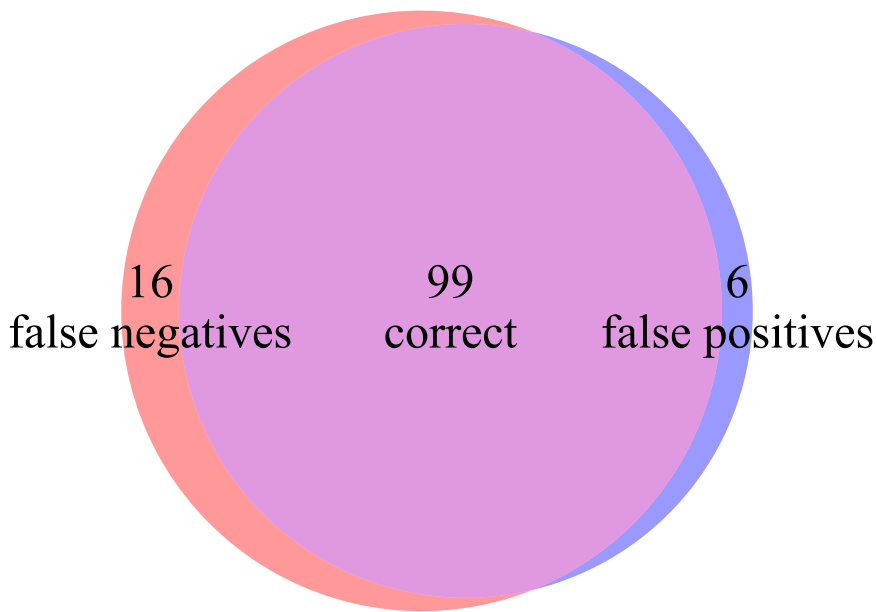 16
false negatives
99
correct
6
false positives